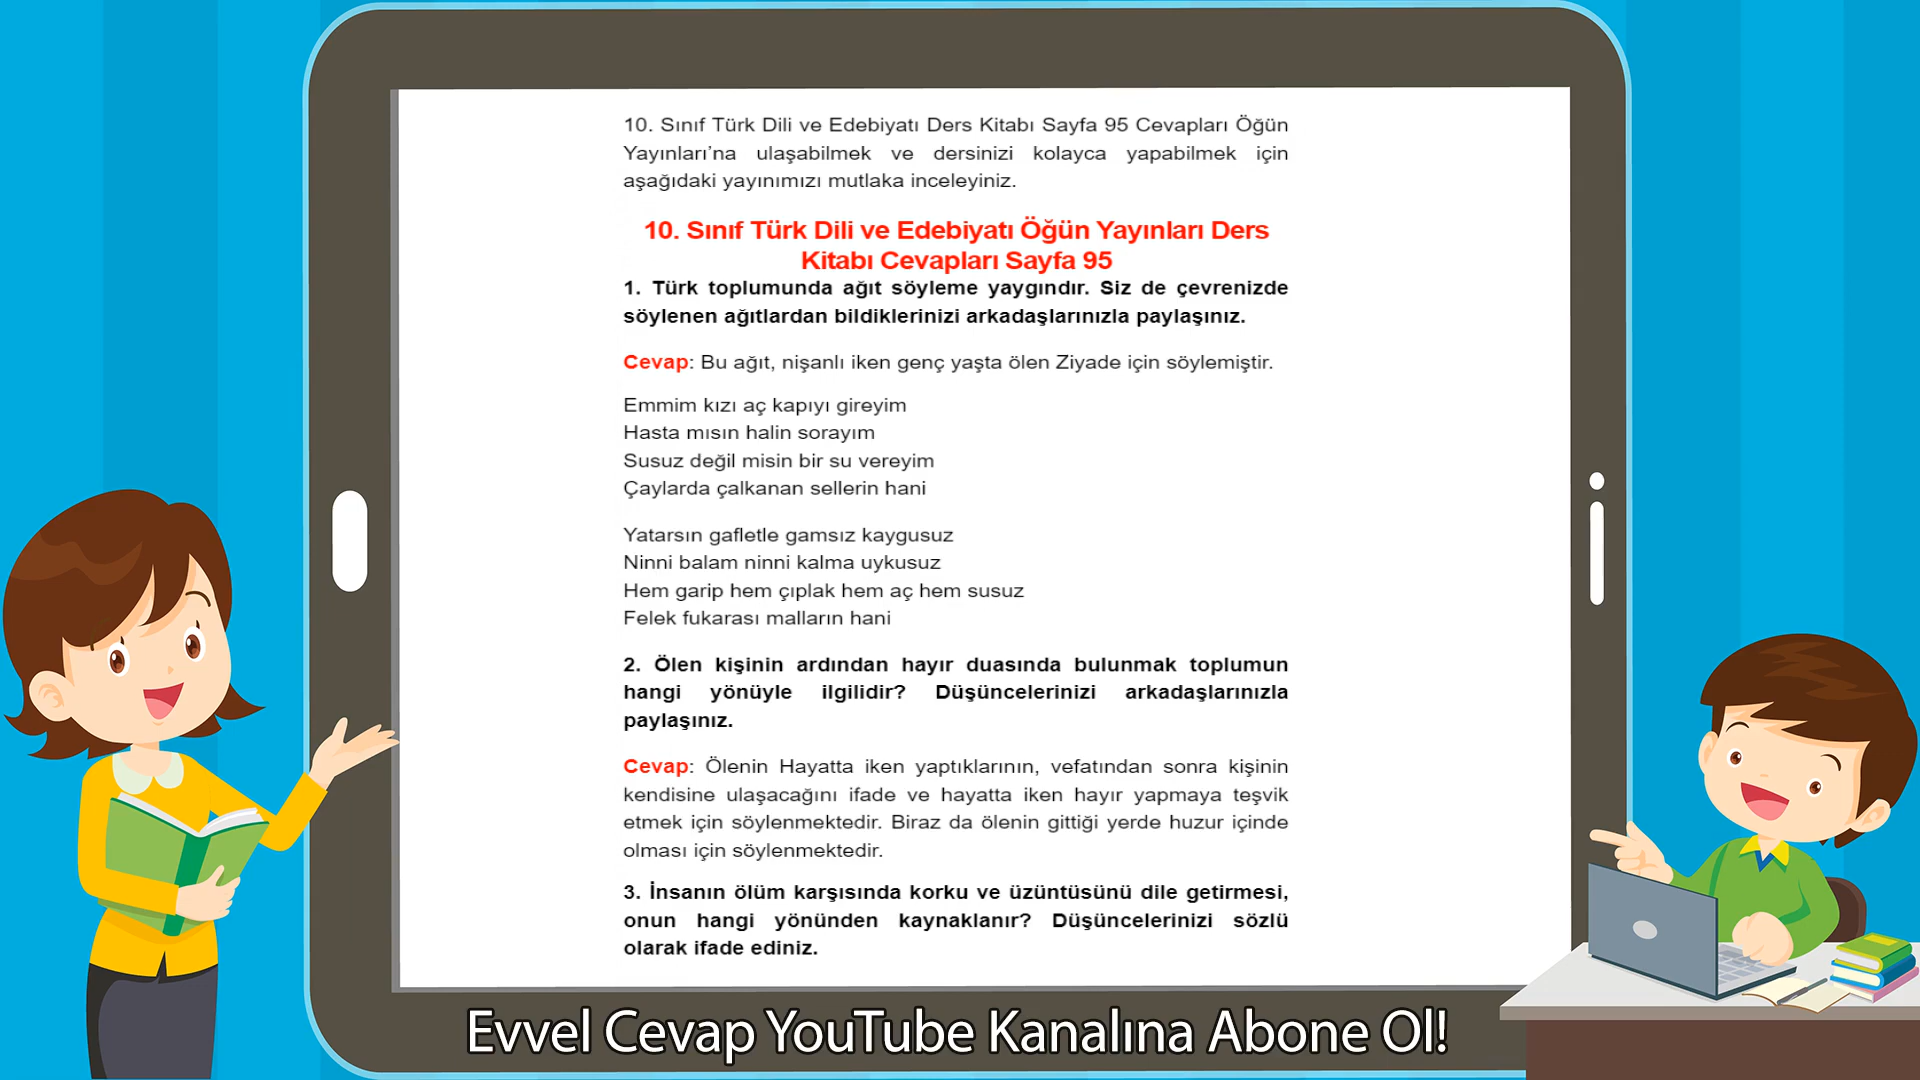 10. Sınıf Türk Dili ve Edebiyatı Ders Kitabı Sayfa 95 Cevapları Öğün
Yayınları’na ulaşabilmek ve dersinizi kolayca yapabilmek için
aşağıdaki yayınımızı mutlaka inceleyiniz.
10. Sınıf Türk Dili ve Edebiyatı Öğün Yayınları Ders
Kitabı Cevapları Sayfa 95
1. Türk toplumunda ağıt söyleme yaygındır. Siz de çevrenizde
söylenen ağıtlardan bildiklerinizi arkadaşlarınızla paylaşınız.
Cevap: Bu ağıt, nişanlı iken genç yaşta ölen Ziyade için söylemiştir.
Emmim kızı aç kapıyı gireyim
Hasta mısın halin sorayım
Susuz değil misin bir su vereyim
Çaylarda çalkanan sellerin hani
Yatarsın gafletle gamsız kaygusuz
Ninni balam ninni kalma uykusuz
Hem garip hem çıplak hem aç hem susuz
Felek fukarası malların hani
2. Ölen kişinin ardından hayır duasında bulunmak toplumun
hangi yönüyle ilgilidir? Düşüncelerinizi arkadaşlarınızla
paylaşınız.
Cevap: Ölenin Hayatta iken yaptıklarının, vefatından sonra kişinin
kendisine ulaşacağını ifade ve hayatta iken hayır yapmaya teşvik
etmek için söylenmektedir. Biraz da ölenin gittiği yerde huzur içinde
olması için söylenmektedir.
3. İnsanın ölüm karşısında korku ve üzüntüsünü dile getirmesi,
onun hangi yönünden kaynaklanır? Düşüncelerinizi sözlü
olarak ifade ediniz.
Evvel Cevap YouTube Kanalına Abone Ol!